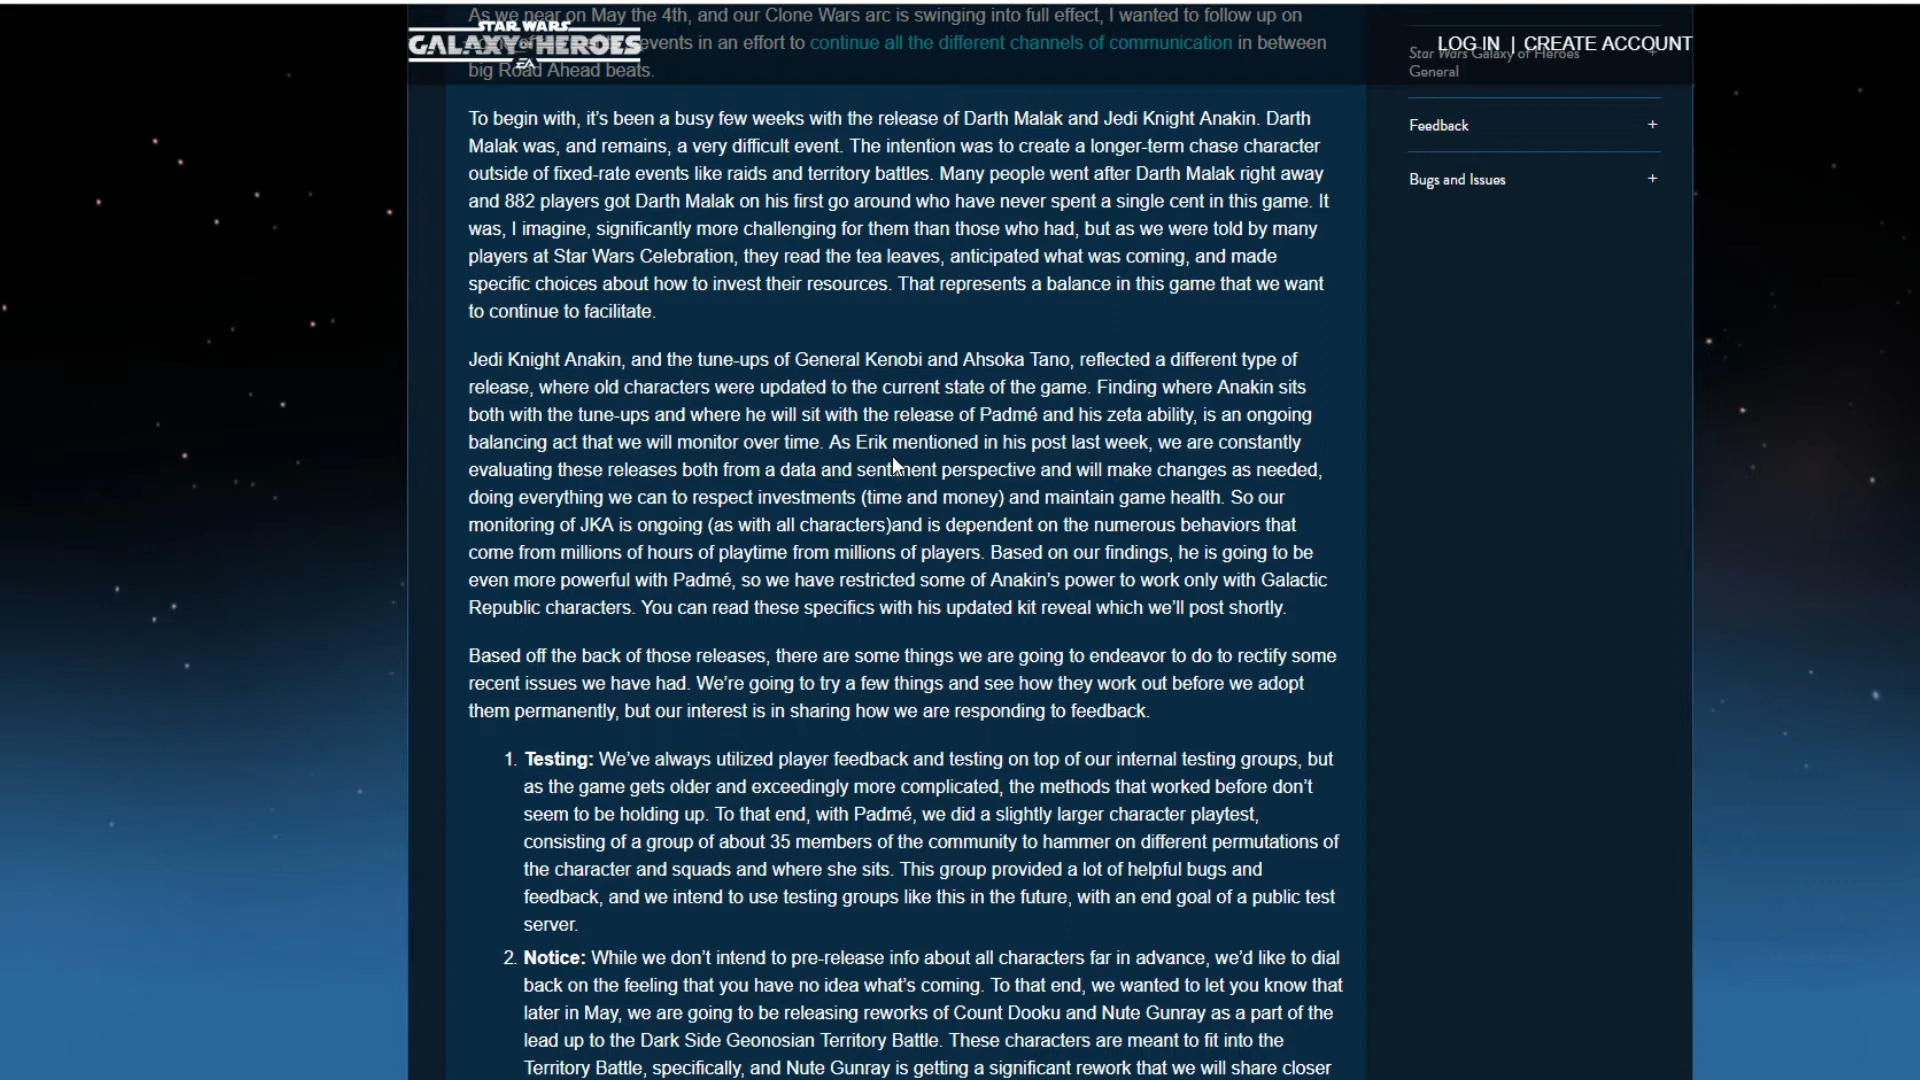 As we near on May the 4th, and our Clone Wars arc is swinging into full effect, I wanted to follow up on
events in an effort to continue all the different channels of communication in between
big Road Ahead beats.
STAR WARS
GALAXY OF HEROES
EA
LOG IN | CREATE ACCOUNT
Star Wars Galaxy of Heroes +
General
Feedback +
Bugs and Issues +
To begin with, it’s been a busy few weeks with the release of Darth Malak and Jedi Knight Anakin. Darth
Malak was, and remains, a very difficult event. The intention was to create a longer-term chase character
outside of fixed-rate events like raids and territory battles. Many people went after Darth Malak right away
and 882 players got Darth Malak on his first go around who have never spent a single cent in this game. It
was, I imagine, significantly more challenging for them than those who had, but as we were told by many
players at Star Wars Celebration, they read the tea leaves, anticipated what was coming, and made
specific choices about how to invest their resources. That represents a balance in this game that we want
to continue to facilitate.
Jedi Knight Anakin, and the tune-ups of General Kenobi and Ahsoka Tano, reflected a different type of
release, where old characters were updated to the current state of the game. Finding where Anakin sits
both with the tune-ups and where he will sit with the release of Padmé and his zeta ability, is an ongoing
balancing act that we will monitor over time. As Erik mentioned in his post last week, we are constantly
evaluating these releases both from a data and sentiment perspective and will make changes as needed,
doing everything we can to respect investments (time and money) and maintain game health. So our
monitoring of JKA is ongoing (as with all characters)and is dependent on the numerous behaviors that
come from millions of hours of playtime from millions of players. Based on our findings, he is going to be
even more powerful with Padmé, so we have restricted some of Anakin’s power to work only with Galactic
Republic characters. You can read these specifics with his updated kit reveal which we’ll post shortly.
Based off the back of those releases, there are some things we are going to endeavor to do to rectify some
recent issues we have had. We’re going to try a few things and see how they work out before we adopt
them permanently, but our interest is in sharing how we are responding to feedback.
1. Testing: We’ve always utilized player feedback and testing on top of our internal testing groups, but
as the game gets older and exceedingly more complicated, the methods that worked before don’t
seem to be holding up. To that end, with Padmé, we did a slightly larger character playtest,
consisting of a group of about 35 members of the community to hammer on different permutations of
the character and squads and where she sits. This group provided a lot of helpful bugs and
feedback, and we intend to use testing groups like this in the future, with an end goal of a public test
server.
2. Notice: While we don’t intend to pre-release info about all characters far in advance, we’d like to dial
back on the feeling that you have no idea what’s coming. To that end, we wanted to let you know that
later in May, we are going to be releasing reworks of Count Dooku and Nute Gunray as a part of the
lead up to the Dark Side Geonosian Territory Battle. These characters are meant to fit into the
Territory Battle, specifically, and Nute Gunray is getting a significant rework that we will share closer